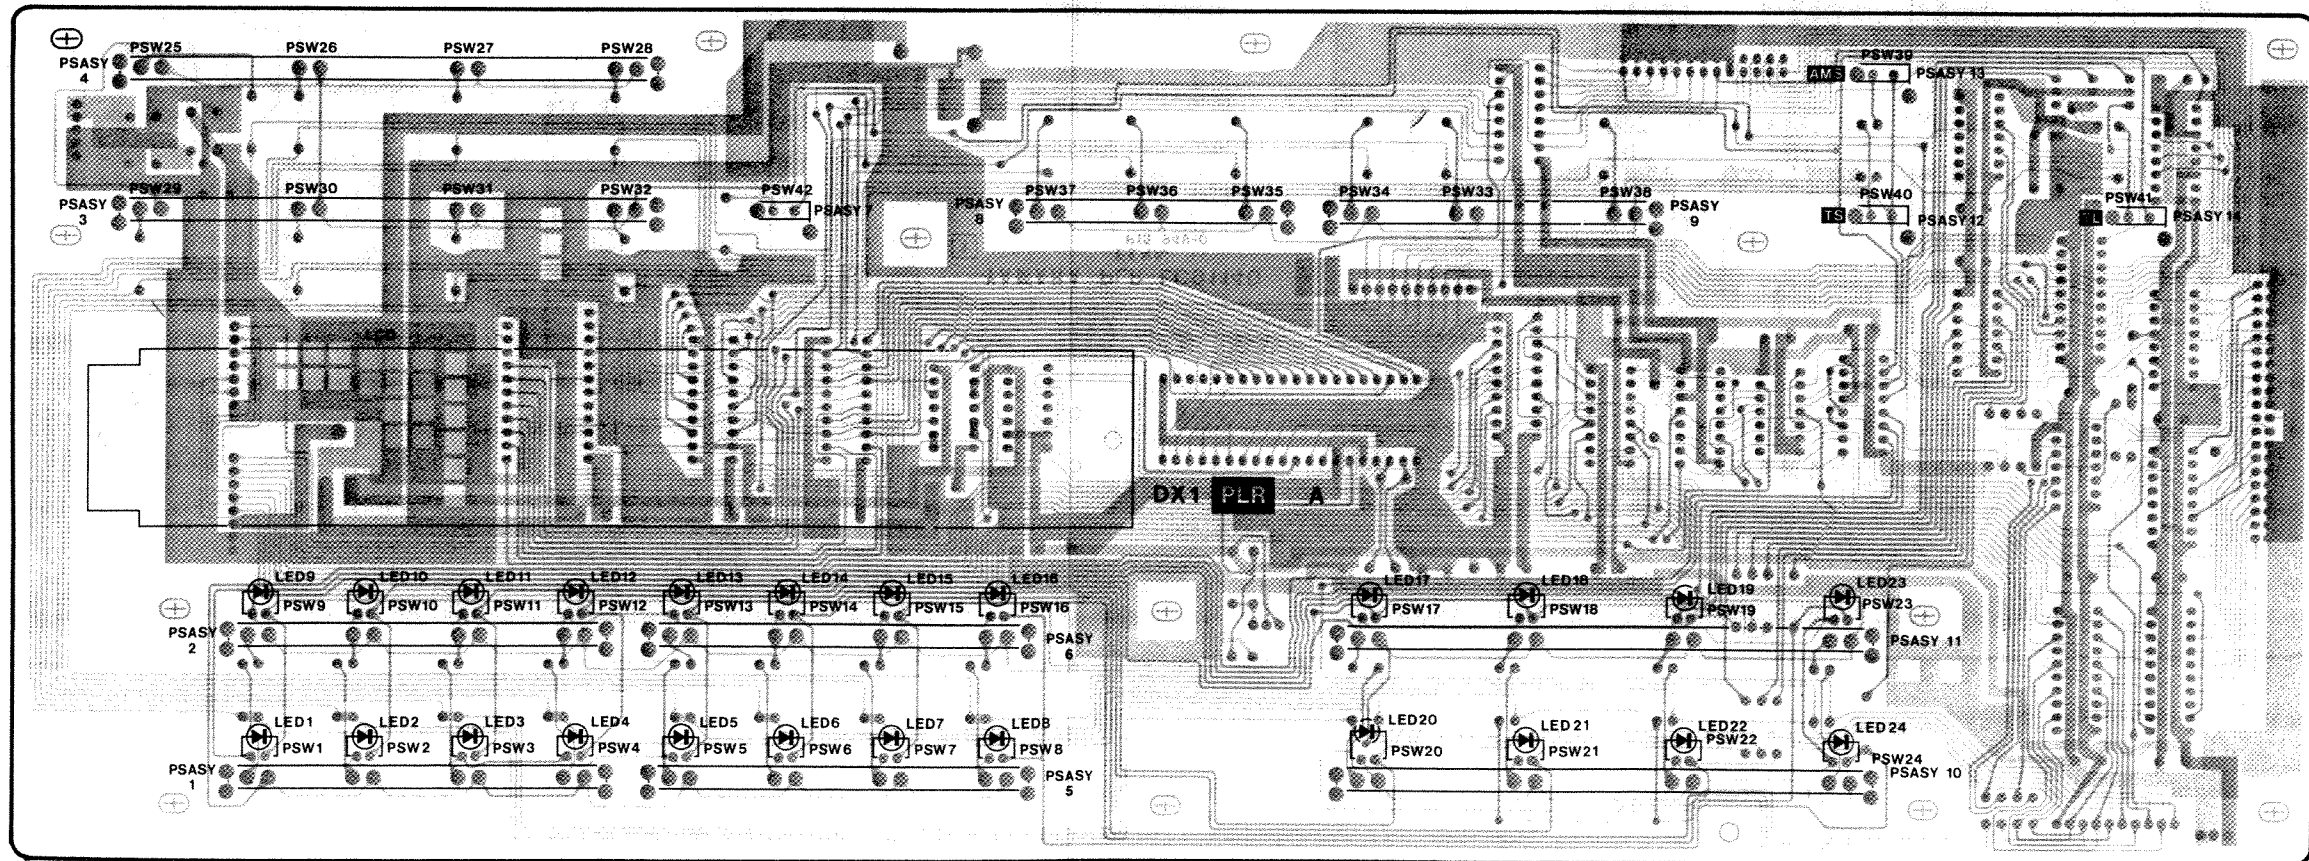 PSW25 PSW26 PSW27 PSW28
PSASY
4
PSW39
AMS PSASY 13
PSW29 PSW30 PSW31 PSW32 PSW42
PSASY
3
PSASY 7
PSASY
8
PSW37 PSW36 PSW35 PSW34 PSW33 PSW38
PSASY
9
PSW40
TS PSASY 12
PSW41
PSASY 14
LCD
DX1 PLR A
LED9 LED10 LED11 LED12 LED13 LED14 LED15 LED16 LED17 LED18 LED19 LED23
PSW9 PSW10 PSW11 PSW12 PSW13 PSW14 PSW15 PSW16 PSW17 PSW18 PSW19 PSW23
PSASY
2
PSASY
6
PSASY 11
LED1 LED2 LED3 LED4 LED5 LED6 LED7 LED8 LED20 LED21 LED22 LED24
PSW1 PSW2 PSW3 PSW4 PSW5 PSW6 PSW7 PSW8 PSW20 PSW21 PSW22 PSW24
PSASY
1
PSASY
5
PSASY 10